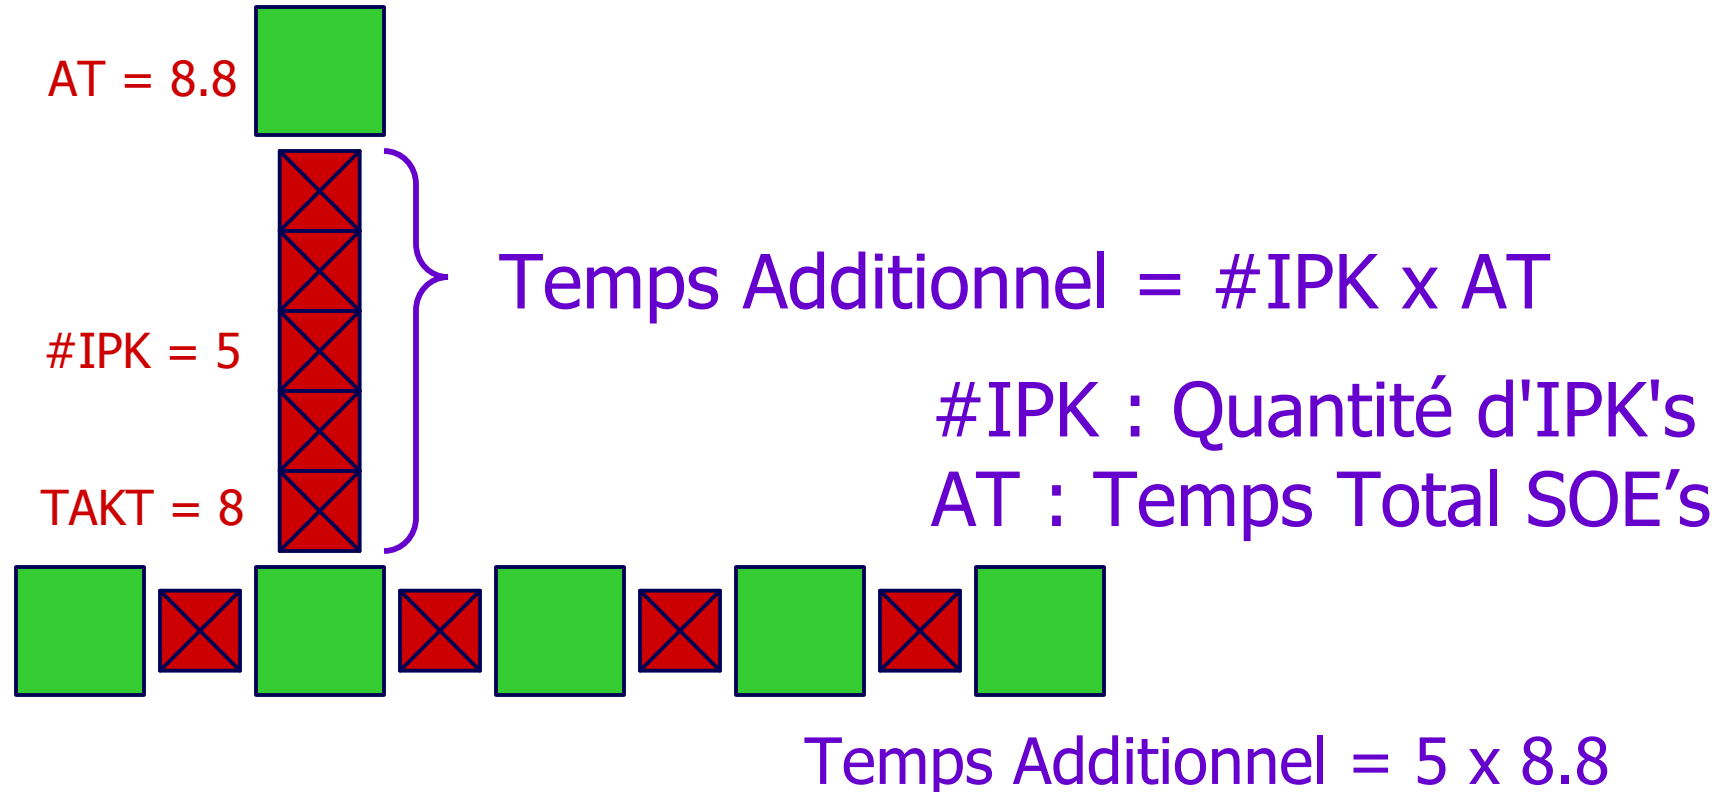 AT = 8.8
Temps Additionnel = #IPK x AT
#IPK = 5
#IPK : Quantité d'IPK's
AT : Temps Total SOE’s
TAKT = 8
Temps Additionnel = 5 x 8.8